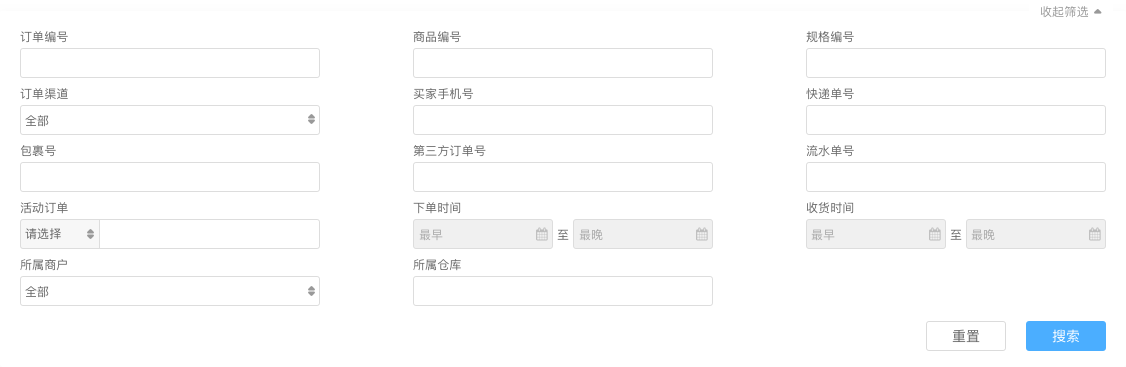 收起筛选
订单编号 商品编号 规格编号
订单渠道 买家手机号 快递单号
全部
包裹号 第三方订单号 流水单号
活动订单 下单时间 收货时间
请选择 最早 至 最晚 最早 至 最晚
所属商户 所属仓库
全部
重置 搜索